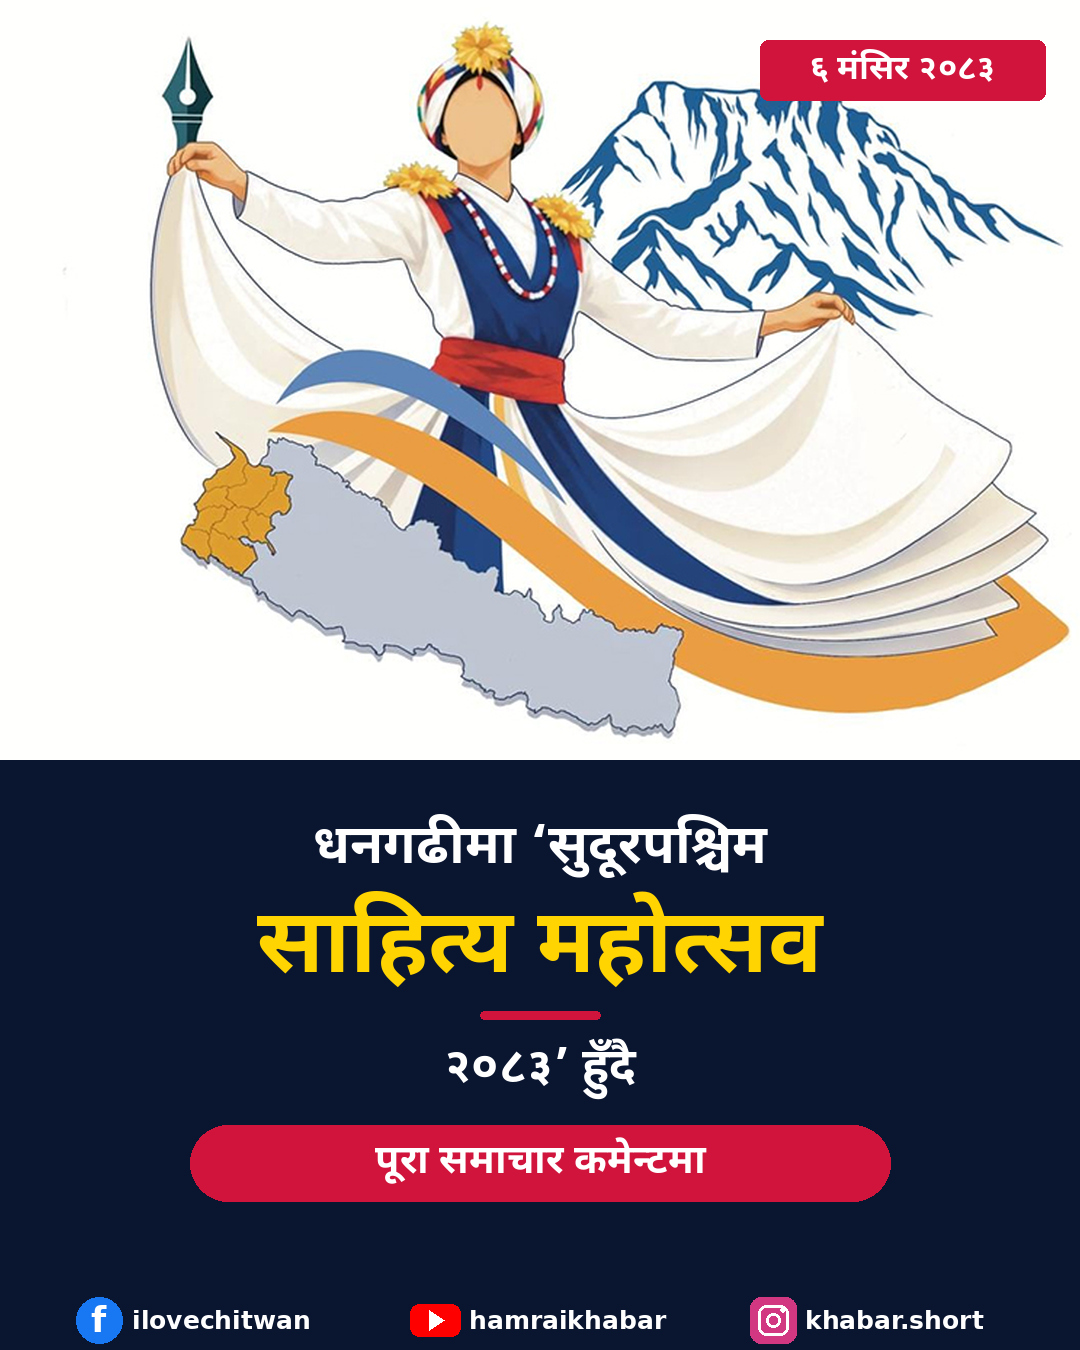 ६ मंसिर २०८३
धनगढीमा ‘सुदूरपश्चिम
साहित्य महोत्सव
२०८३’ हुँदै
पूरा समाचार कमेन्टमा
f ilovechitwan
hamraikhabar
khabar.short